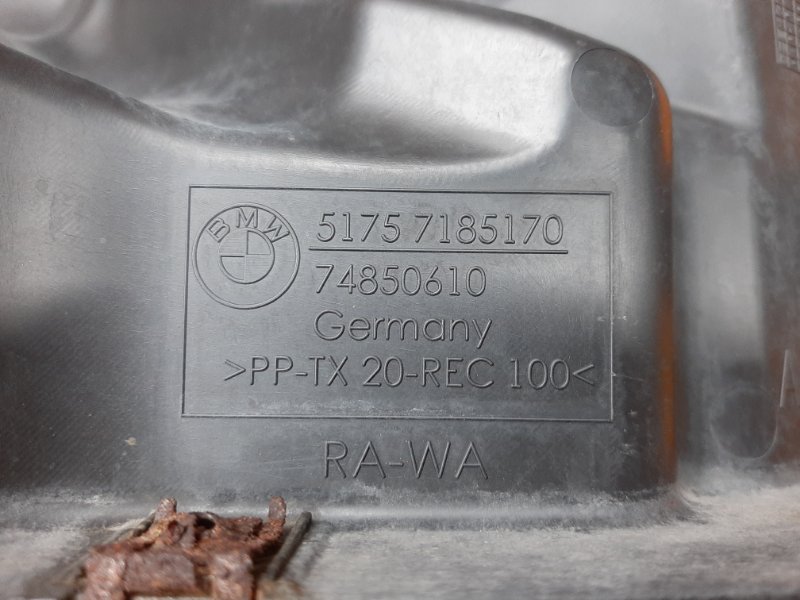 BMW
5175 7185170
74850610
Germany
>PP-TX 20-REC 100<
RA-WA
A